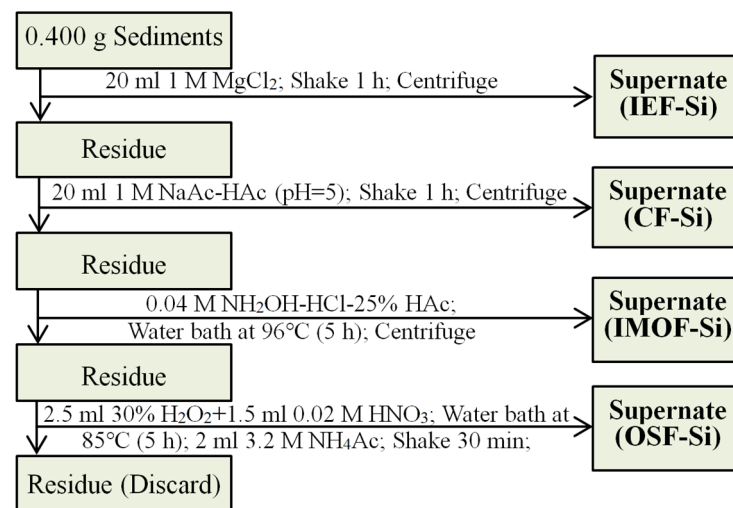 0.400 g Sediments
20 ml 1 M MgCl₂; Shake 1 h; Centrifuge
Supernate
(IEF-Si)
Residue
20 ml 1 M NaAc-HAc (pH=5); Shake 1 h; Centrifuge
Supernate
(CF-Si)
Residue
0.04 M NH₂OH-HCl-25% HAc;
Water bath at 96°C (5 h); Centrifuge
Supernate
(IMOF-Si)
Residue
2.5 ml 30% H₂O₂+1.5 ml 0.02 M HNO₃; Water bath at
85°C (5 h); 2 ml 3.2 M NH₄Ac; Shake 30 min;
Supernate
(OSF-Si)
Residue (Discard)